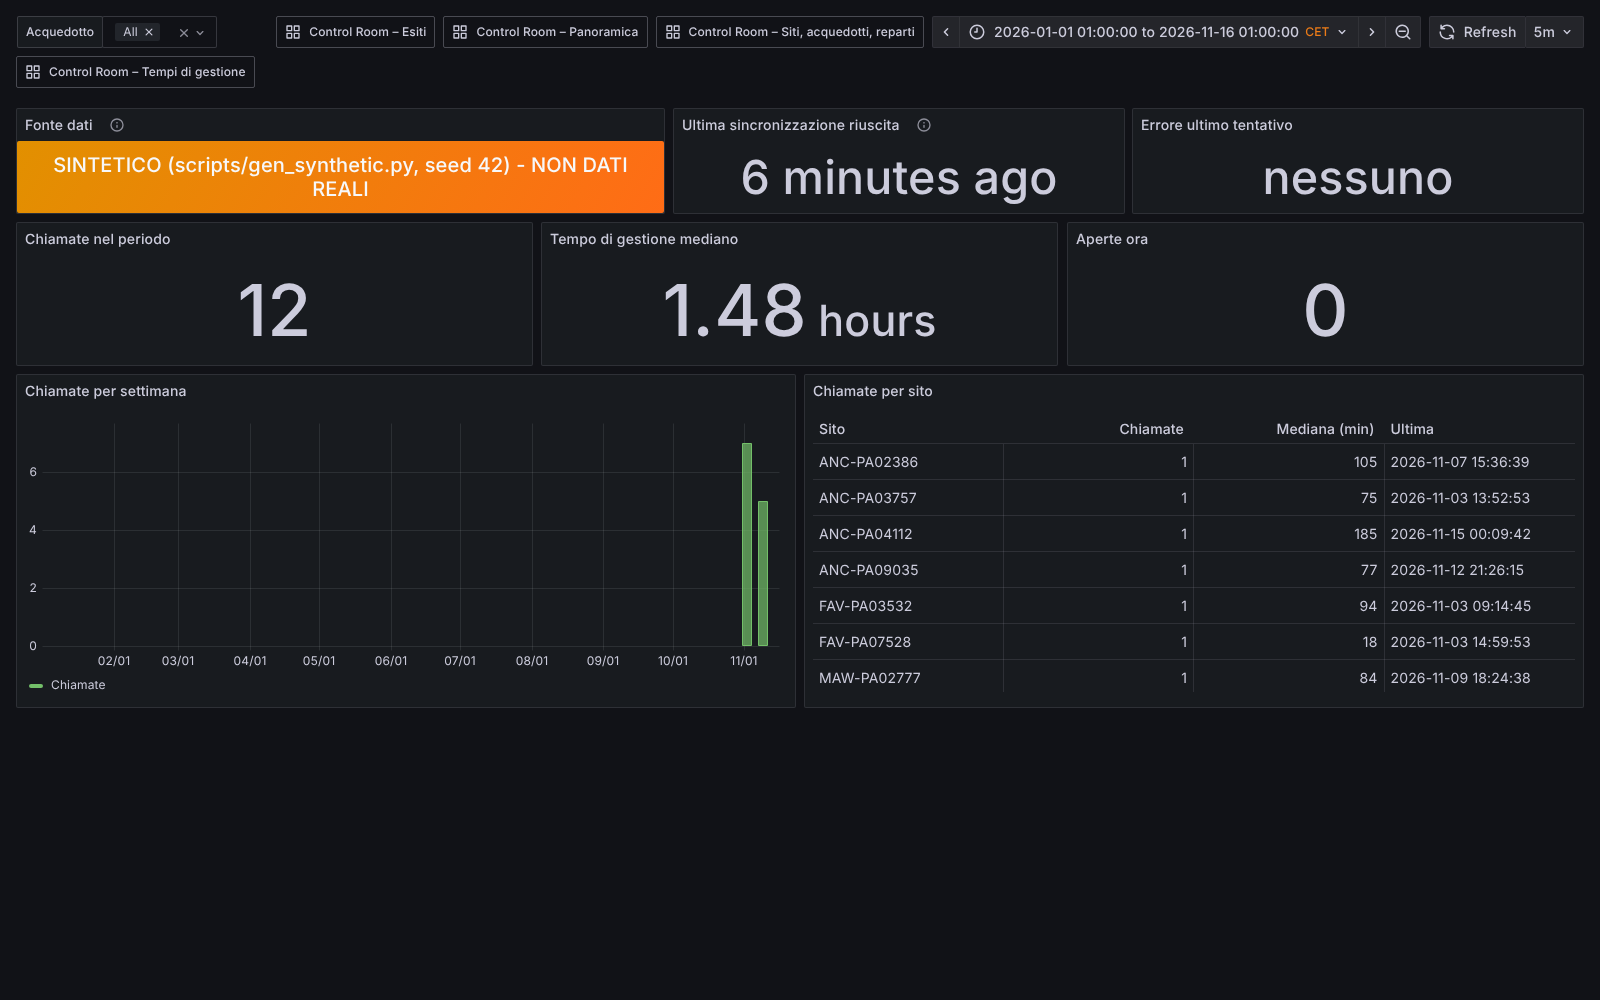 Acquedotto All Control Room – Esiti Control Room – Panoramica Control Room – Siti, acquedotti, reparti 2026-01-01 01:00:00 to 2026-11-16 01:00:00 CET Refresh 5m
Control Room – Tempi di gestione
Fonte dati
SINTETICO (scripts/gen_synthetic.py, seed 42) - NON DATI
REALI
Ultima sincronizzazione riuscita
6 minutes ago
Errore ultimo tentativo
nessuno
Chiamate nel periodo
12
Tempo di gestione mediano
1.48 hours
Aperte ora
0
Chiamate per settimana
6
4
2
0
02/01 03/01 04/01 05/01 06/01 07/01 08/01 09/01 10/01 11/01
Chiamate
Chiamate per sito
Sito Chiamate Mediana (min) Ultima
ANC-PA02386 1 105 2026-11-07 15:36:39
ANC-PA03757 1 75 2026-11-03 13:52:53
ANC-PA04112 1 185 2026-11-15 00:09:42
ANC-PA09035 1 77 2026-11-12 21:26:15
FAV-PA03532 1 94 2026-11-03 09:14:45
FAV-PA07528 1 18 2026-11-03 14:59:53
MAW-PA02777 1 84 2026-11-09 18:24:38